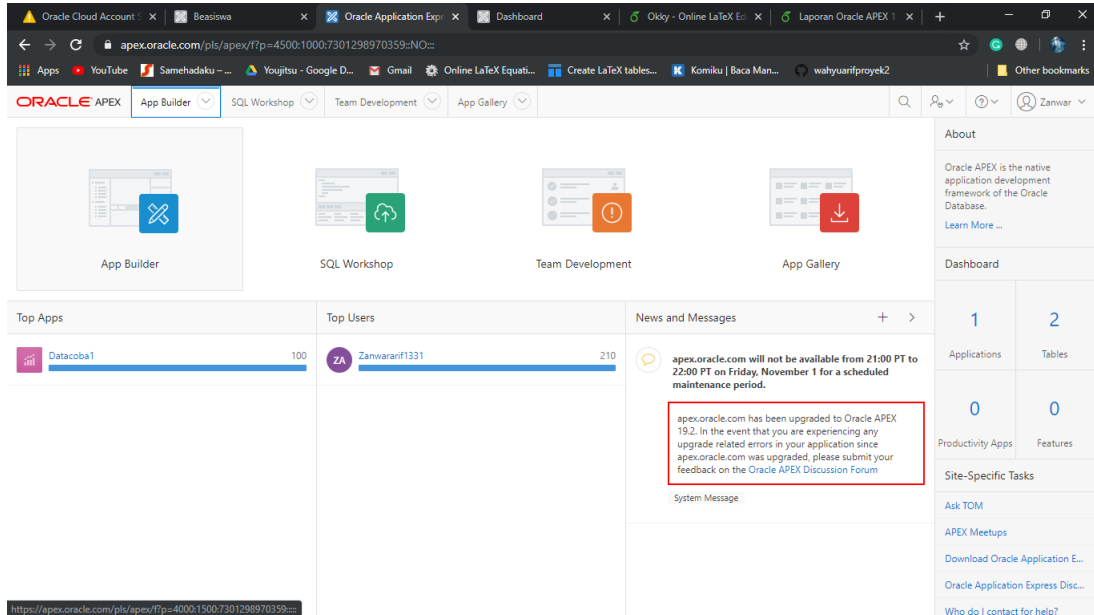 Oracle Cloud Account S
Beasiswa
Oracle Application Expr
Dashboard
Okky - Online LaTeX Ed
Laporan Oracle APEX 1
apex.oracle.com/pls/apex/f?p=4500:1000:7301298970359::NO:::
Apps
YouTube
Samehadaku – ...
Youjitsu - Google D...
Gmail
Online LaTeX Equati...
Create LaTeX tables...
Komiku | Baca Man...
wahyuarifproyek2
Other bookmarks
ORACLE APEX
App Builder
SQL Workshop
Team Development
App Gallery
Zanwar
App Builder
SQL Workshop
Team Development
App Gallery
Top Apps
Datacoba1
100
Top Users
ZA
Zanwararif1331
210
News and Messages
apex.oracle.com will not be available from 21:00 PT to
22:00 PT on Friday, November 1 for a scheduled
maintenance period.
apex.oracle.com has been upgraded to Oracle APEX
19.2. In the event that you are experiencing any
upgrade related errors in your application since
apex.oracle.com was upgraded, please submit your
feedback on the Oracle APEX Discussion Forum
System Message
About
Oracle APEX is the native
application development
framework of the Oracle
Database.
Learn More ...
Dashboard
1
Applications
2
Tables
0
Productivity Apps
0
Features
Site-Specific Tasks
Ask TOM
APEX Meetups
Download Oracle Application E...
Oracle Application Express Disc...
Who do I contact for help?
https://apex.oracle.com/pls/apex/f?p=4000:1500:7301298970359:::::